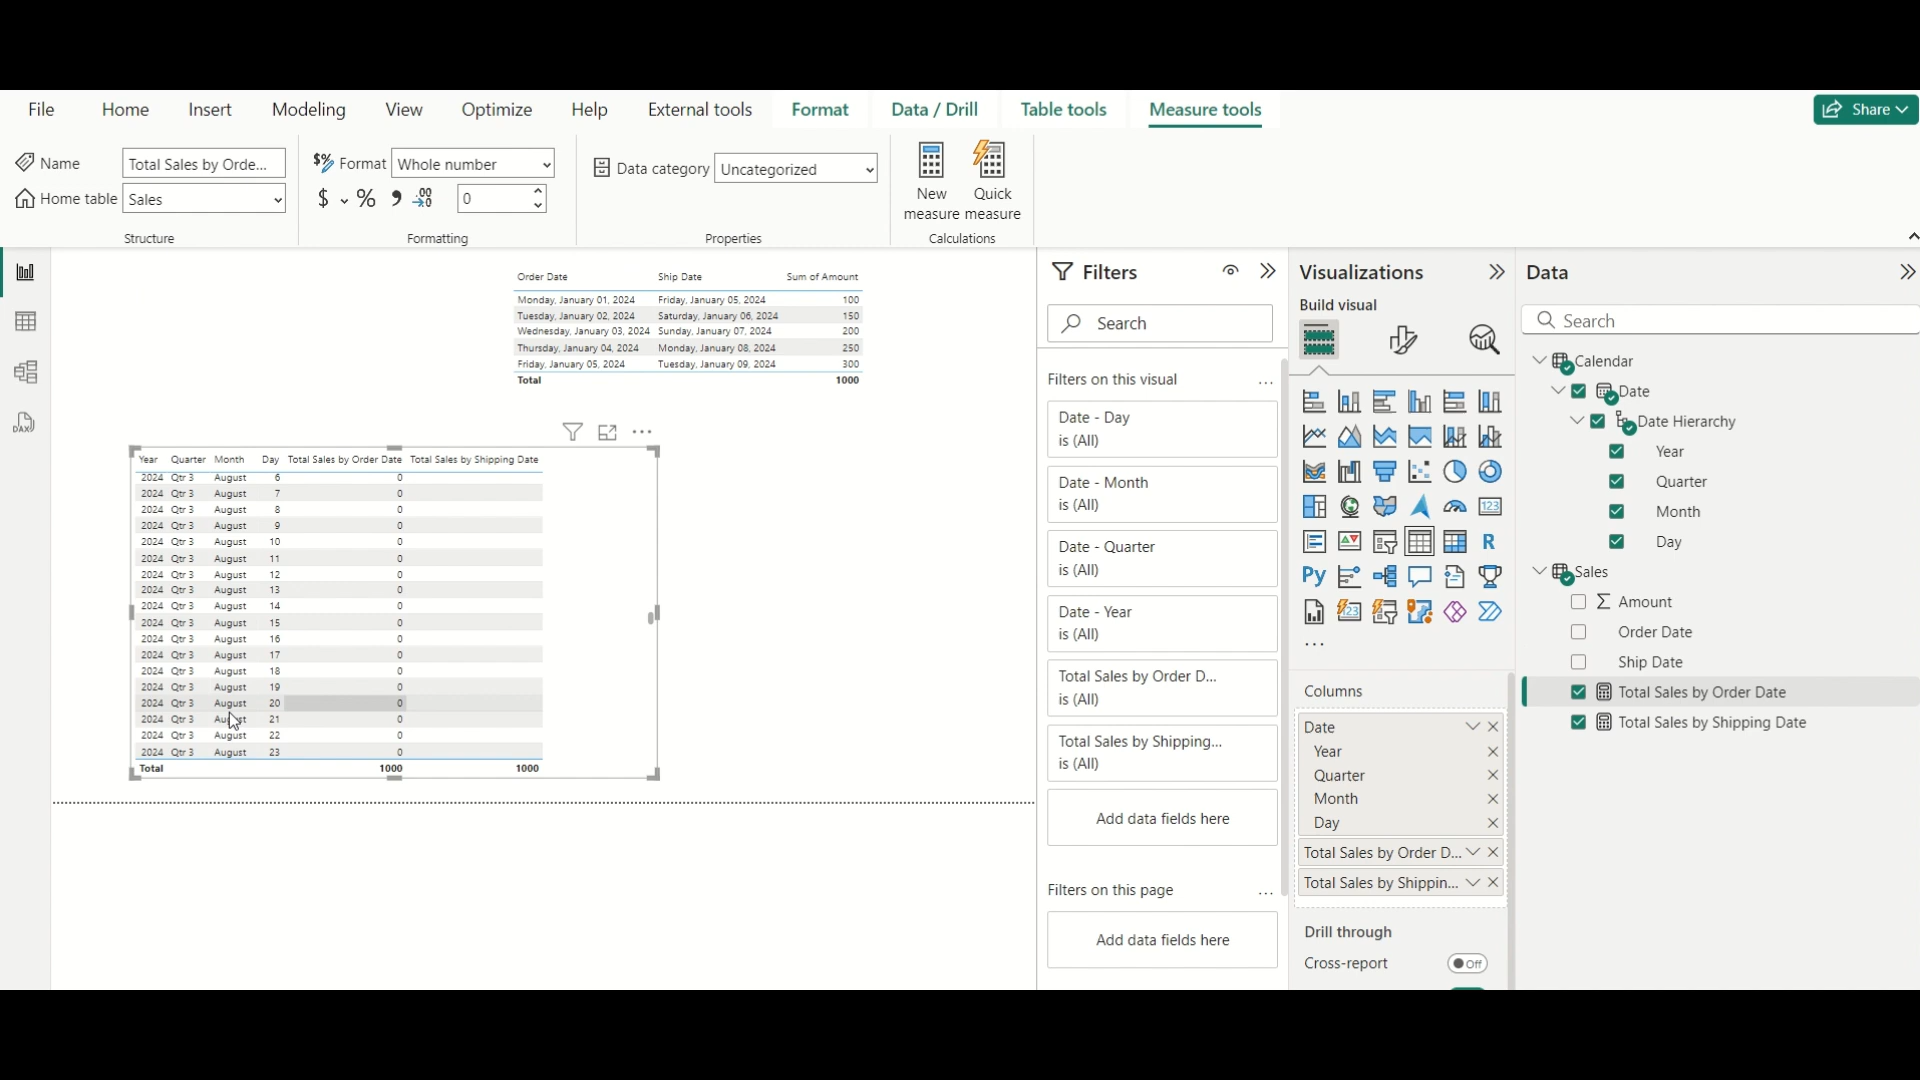 File Home Insert Modeling View Optimize Help External tools Format Data / Drill Table tools Measure tools Share
Name Total Sales by Orde... $% Format Whole number Data category Uncategorized New measure Quick measure
Home table Sales $ % 9 .00 0
Structure Formatting Properties Calculations
Order Date Ship Date Sum of Amount
Monday, January 01, 2024 Friday, January 05, 2024 100
Tuesday, January 02, 2024 Saturday, January 06, 2024 150
Wednesday, January 03, 2024 Sunday, January 07, 2024 200
Thursday, January 04, 2024 Monday, January 08, 2024 250
Friday, January 05, 2024 Tuesday, January 09, 2024 300
Total 1000
Year Quarter Month Day Total Sales by Order Date Total Sales by Shipping Date
2024 Qtr 3 August 6 0
2024 Qtr 3 August 7 0
2024 Qtr 3 August 8 0
2024 Qtr 3 August 9 0
2024 Qtr 3 August 10 0
2024 Qtr 3 August 11 0
2024 Qtr 3 August 12 0
2024 Qtr 3 August 13 0
2024 Qtr 3 August 14 0
2024 Qtr 3 August 15 0
2024 Qtr 3 August 16 0
2024 Qtr 3 August 17 0
2024 Qtr 3 August 18 0
2024 Qtr 3 August 19 0
2024 Qtr 3 August 20 0
2024 Qtr 3 August 21 0
2024 Qtr 3 August 22 0
2024 Qtr 3 August 23 0
Total 1000 1000
Filters
Search
Filters on this visual ...
Date - Day
is (All)
Date - Month
is (All)
Date - Quarter
is (All)
Date - Year
is (All)
Total Sales by Order D...
is (All)
Total Sales by Shipping...
is (All)
Add data fields here
Filters on this page ...
Add data fields here
Visualizations
Build visual
123
R
Py
123
...
Columns
Date
Year
Quarter
Month
Day
Total Sales by Order D...
Total Sales by Shippin...
Drill through
Cross-report Off
Data
Search
Calendar
Date
Date Hierarchy
Year
Quarter
Month
Day
Sales
Σ Amount
Order Date
Ship Date
Total Sales by Order Date
Total Sales by Shipping Date
DAX